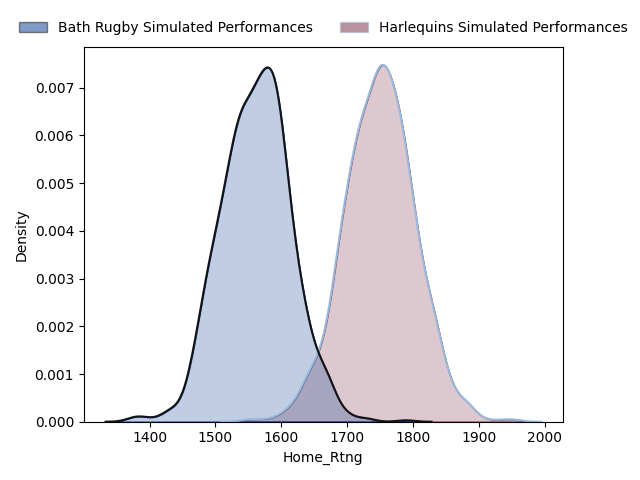 Bath Rugby Simulated Performances Harlequins Simulated Performances
0.007
0.006
0.005
0.004
0.003
0.002
0.001
0.000
Density
1400 1500 1600 1700 1800 1900 2000
Home_Rtng